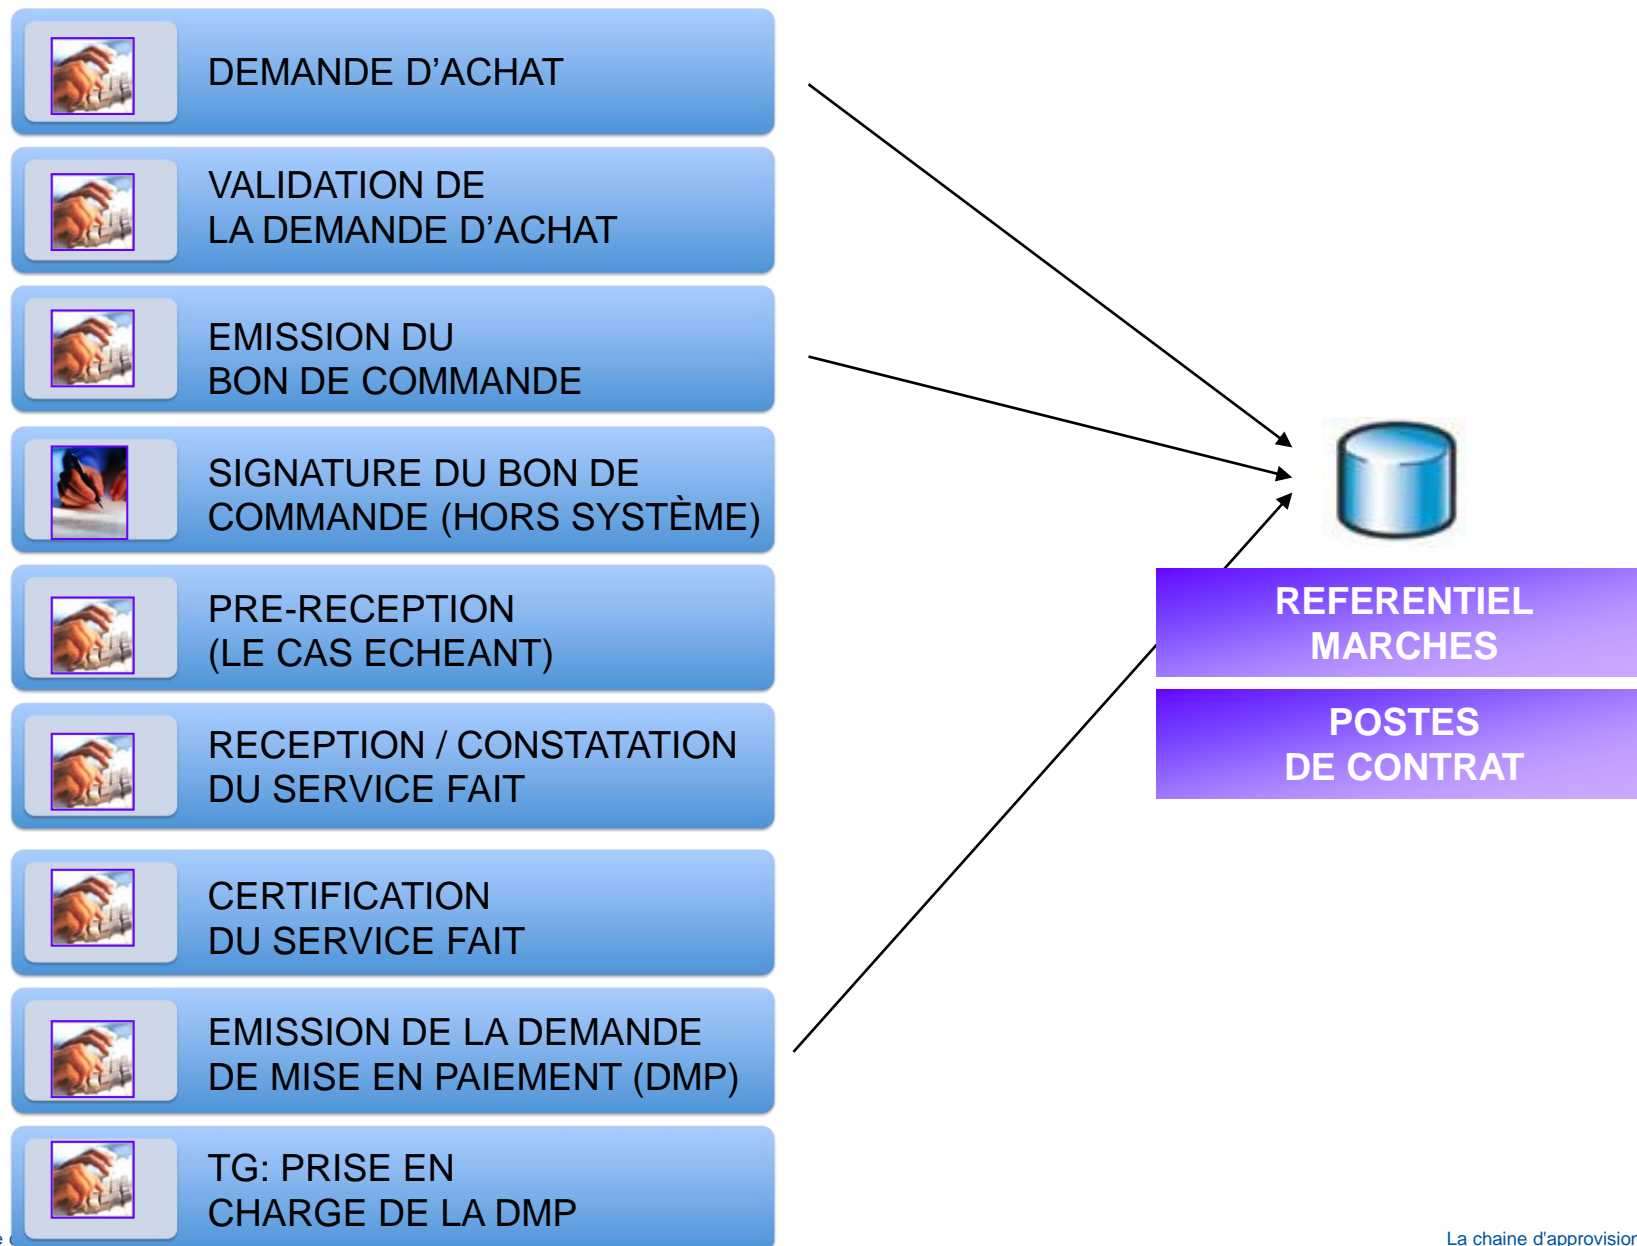 DEMANDE D’ACHAT
VALIDATION DE
LA DEMANDE D’ACHAT
EMISSION DU
BON DE COMMANDE
SIGNATURE DU BON DE
COMMANDE (HORS SYSTÈME)
PRE-RECEPTION
(LE CAS ECHEANT)
RECEPTION / CONSTATATION
DU SERVICE FAIT
CERTIFICATION
DU SERVICE FAIT
EMISSION DE LA DEMANDE
DE MISE EN PAIEMENT (DMP)
TG: PRISE EN
CHARGE DE LA DMP
REFERENTIEL
MARCHES
POSTES
DE CONTRAT
La chaine d'approvision